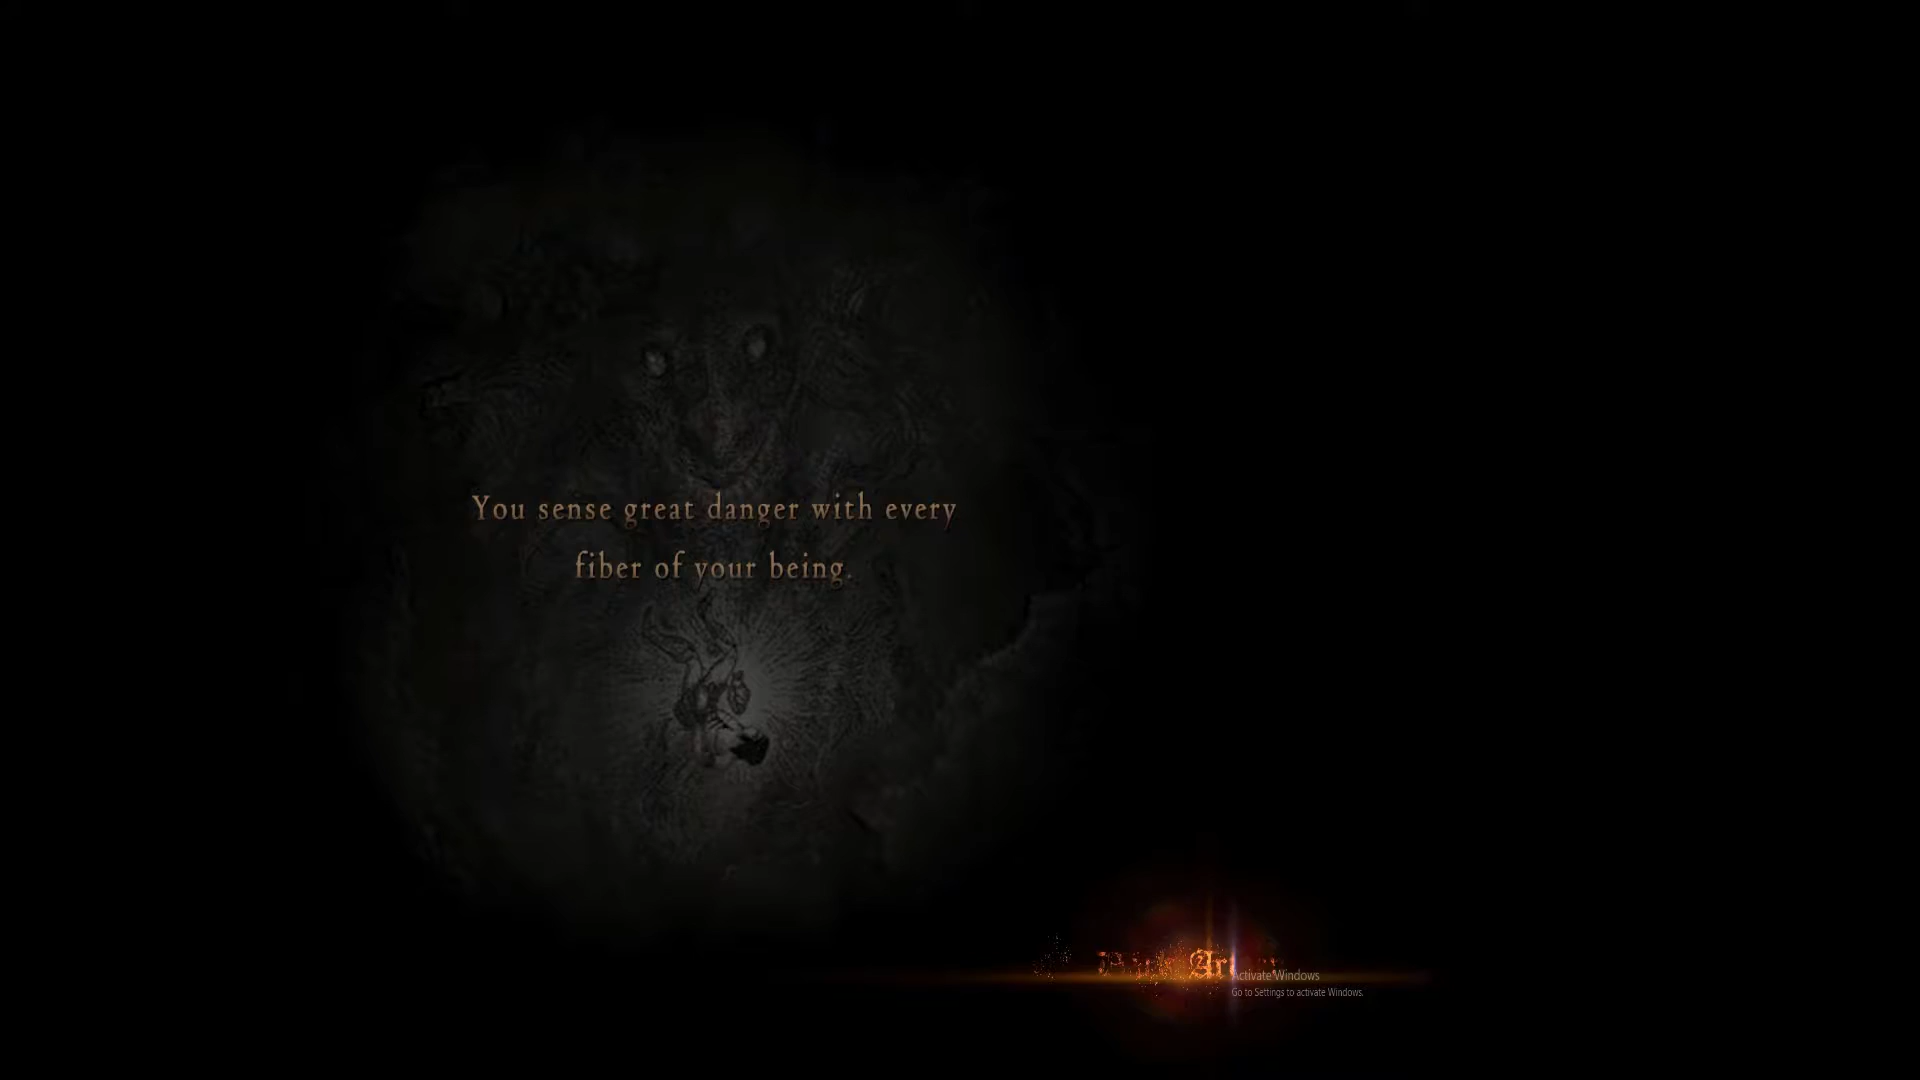 You sense great danger with every
fiber of your being.
Activate Windows
Go to Settings to activate Windows.